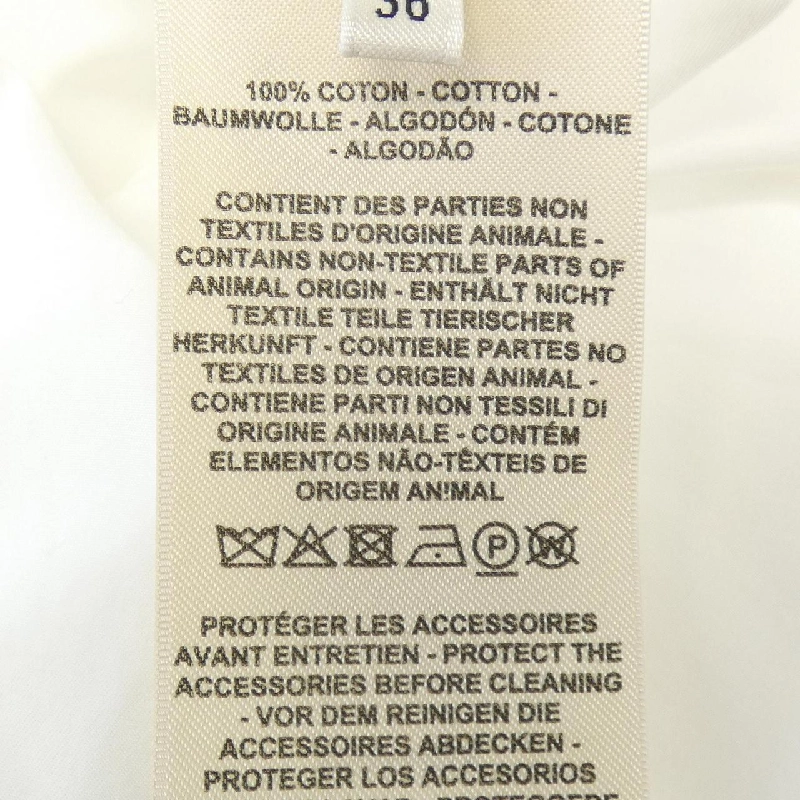 36
100% COTON - COTTON -
BAUMWOLLE - ALGODÓN - COTONE
- ALGODÃO
CONTIENT DES PARTIES NON
TEXTILES D'ORIGINE ANIMALE -
CONTAINS NON-TEXTILE PARTS OF
ANIMAL ORIGIN - ENTHÄLT NICHT
TEXTILE TEILE TIERISCHER
HERKUNFT - CONTIENE PARTES NO
TEXTILES DE ORIGEN ANIMAL -
CONTIENE PARTI NON TESSILI DI
ORIGINE ANIMALE - CONTÉM
ELEMENTOS NÃO-TÊXTEIS DE
ORIGEM ANIMAL
P W
PROTÉGER LES ACCESSOIRES
AVANT ENTRETIEN - PROTECT THE
ACCESSORIES BEFORE CLEANING
- VOR DEM REINIGEN DIE
ACCESSOIRES ABDECKEN -
PROTEGER LOS ACCESORIOS